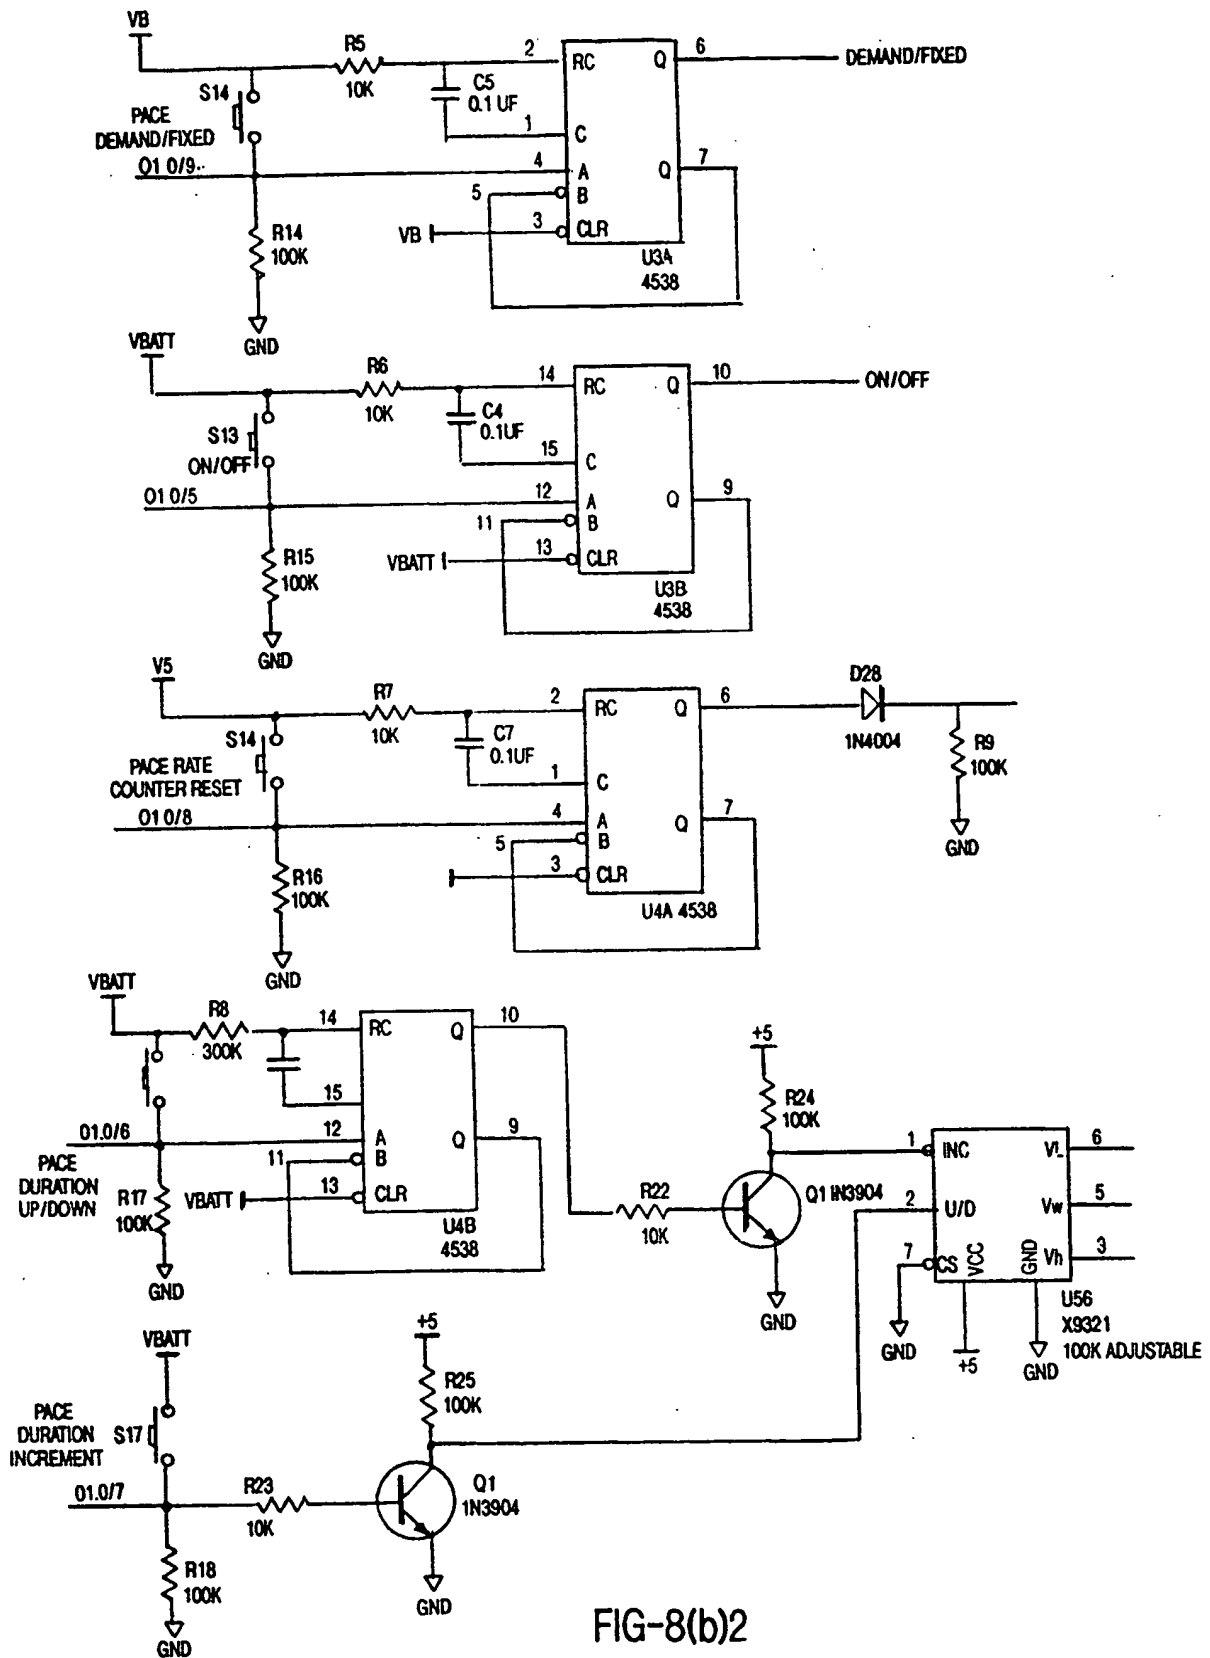 VB
R5
10K
S14
PACE
DEMAND/FIXED
O1 0/9
C5
0.1 UF
2
1
4
5
3
RC
C
A
B
CLR
Q
Q
6
7
DEMAND/FIXED
VB
U3A
4538
R14
100K
GND
VBATT
R6
10K
S13
ON/OFF
O1 0/5
C4
0.1UF
14
15
12
11
13
RC
C
A
B
CLR
Q
Q
10
9
ON/OFF
VBATT
U3B
4538
R15
100K
GND
V5
R7
10K
S14
PACE RATE
COUNTER RESET
O1 0/8
C7
0.1UF
2
1
4
5
3
RC
C
A
B
CLR
Q
Q
6
7
D28
1N4004
R9
100K
GND
U4A 4538
R16
100K
GND
VBATT
R8
300K
14
15
12
11
13
RC
A
B
CLR
Q
Q
10
9
O1.0/6
PACE
DURATION
UP/DOWN
R17
100K
GND
VBATT
U4B
4538
+5
R24
100K
R22
10K
Q1 IN3904
GND
1
2
7
INC
U/D
CS
VCC
GND
VL
Vw
Vh
6
5
3
GND
+5
GND
U56
X9321
100K ADJUSTABLE
VBATT
PACE
DURATION
INCREMENT
S17
O1.0/7
R23
10K
+5
R25
100K
Q1
1N3904
GND
R18
100K
GND
FIG-8(b)2